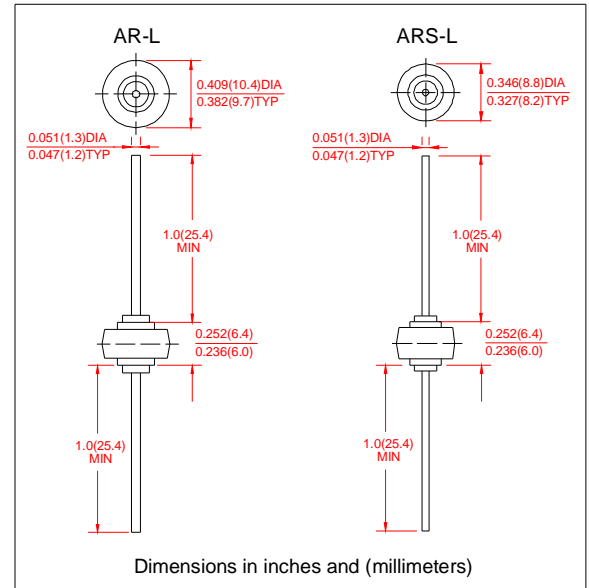 AR-L
ARS-L
0.409(10.4)DIA
0.382(9.7)TYP
0.346(8.8)DIA
0.327(8.2)TYP
0.051(1.3)DIA
0.047(1.2)TYP
0.051(1.3)DIA
0.047(1.2)TYP
1.0(25.4)
MIN
1.0(25.4)
MIN
0.252(6.4)
0.236(6.0)
0.252(6.4)
0.236(6.0)
1.0(25.4)
MIN
1.0(25.4)
MIN
Dimensions in inches and (millimeters)